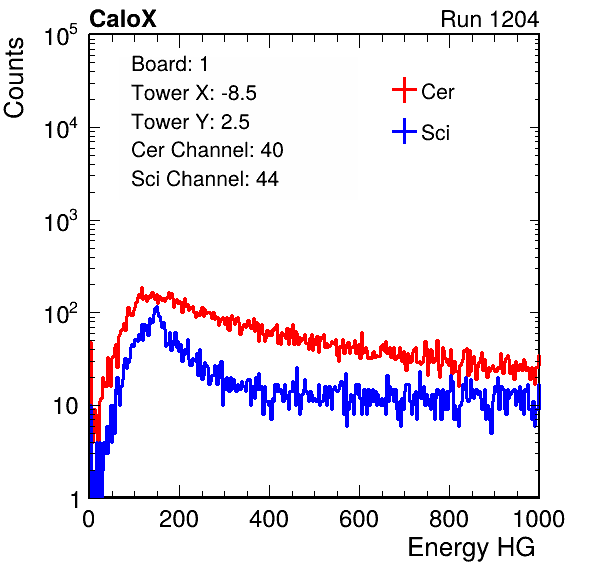 CaloX Run 1204
Counts
10^5
10^4
10^3
10^2
10
1
Board: 1
Tower X: -8.5
Tower Y: 2.5
Cer Channel: 40
Sci Channel: 44
Cer
Sci
0 200 400 600 800 1000
Energy HG